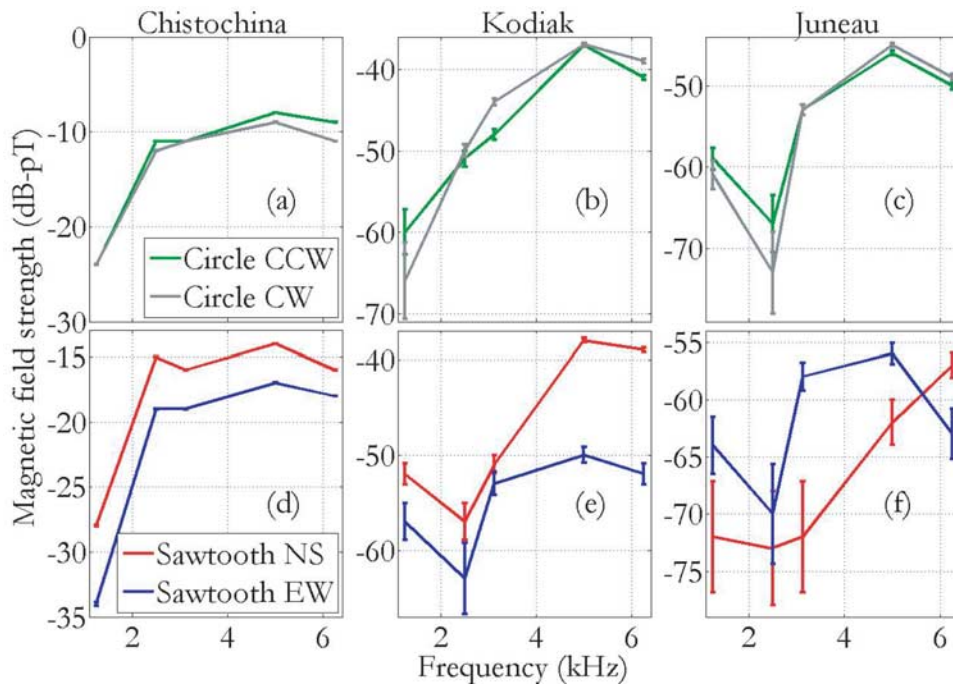 Chistochina
Kodiak
Juneau
Magnetic field strength (dB-pT)
0
-10
-20
-30
(a)
Circle CCW
Circle CW
-40
-50
-60
-70
(b)
-50
-60
-70
(c)
-15
-20
-25
-30
-35
(d)
Sawtooth NS
Sawtooth EW
2
4
6
-40
-50
-60
(e)
2
4
6
-55
-60
-65
-70
-75
(f)
2
4
6
Frequency (kHz)